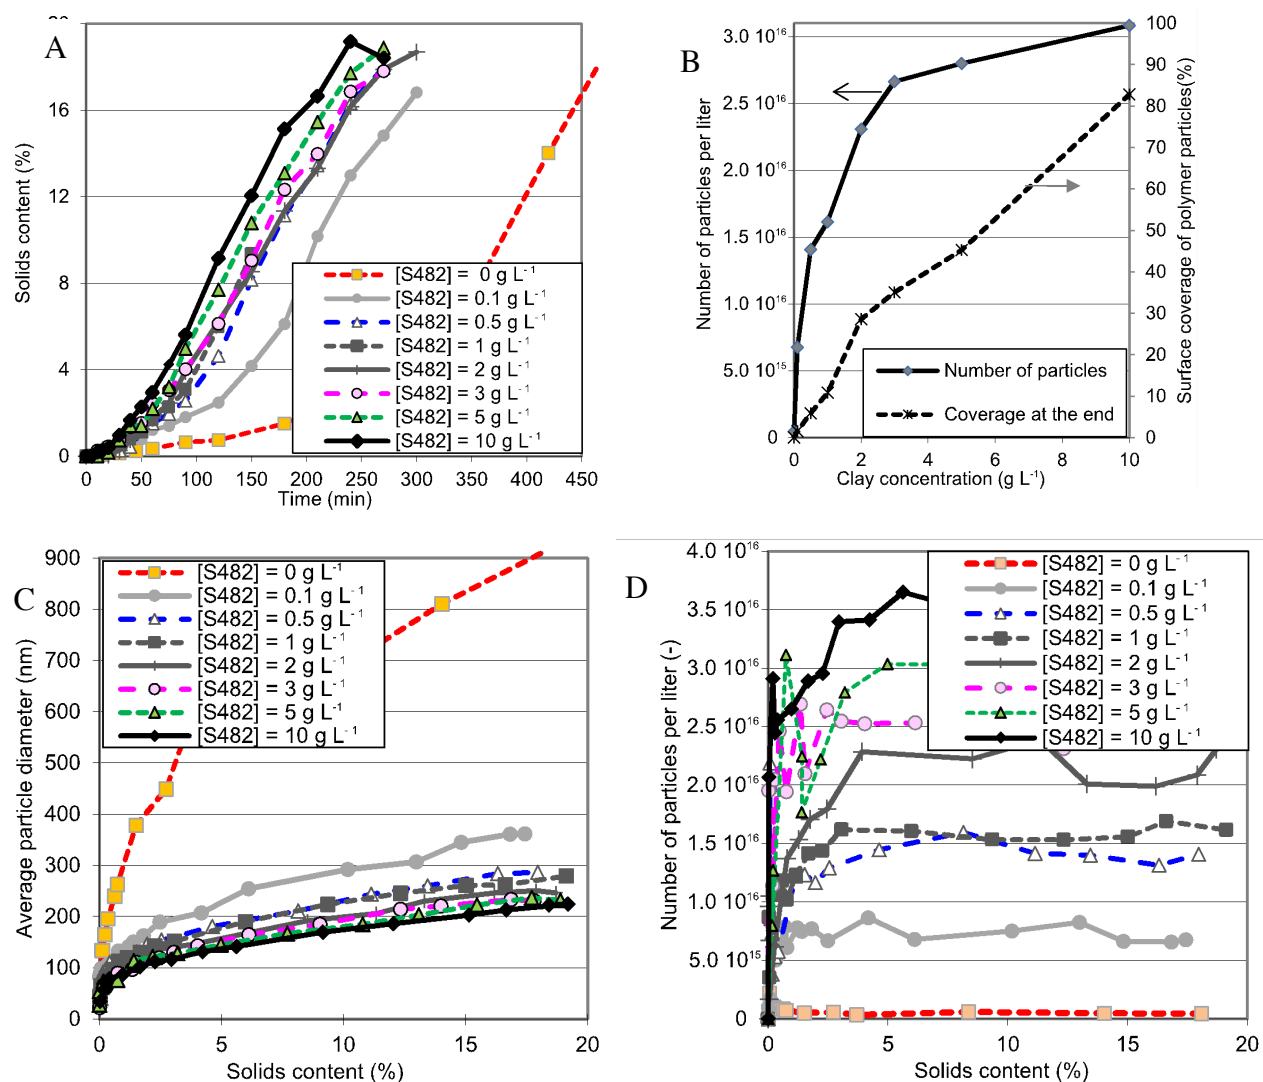 A
20
16
12
8
4
0
Solids content (%)
0 50 100 150 200 250 300 350 400 450
Time (min)
[S482] = 0 g L-1
[S482] = 0.1 g L-1
[S482] = 0.5 g L-1
[S482] = 1 g L-1
[S482] = 2 g L-1
[S482] = 3 g L-1
[S482] = 5 g L-1
[S482] = 10 g L-1
B
3.0 10^16
2.5 10^16
2.0 10^16
1.5 10^16
1.0 10^16
5.0 10^15
0
Number of particles per liter
100
90
80
70
60
50
40
30
20
10
0
Surface coverage of polymer particles(%)
0 2 4 6 8 10
Clay concentration (g L-1)
Number of particles
Coverage at the end
C
900
800
700
600
500
400
300
200
100
0
Average particle diameter (nm)
0 5 10 15 20
Solids content (%)
[S482] = 0 g L-1
[S482] = 0.1 g L-1
[S482] = 0.5 g L-1
[S482] = 1 g L-1
[S482] = 2 g L-1
[S482] = 3 g L-1
[S482] = 5 g L-1
[S482] = 10 g L-1
D
4.0 10^16
3.5 10^16
3.0 10^16
2.5 10^16
2.0 10^16
1.5 10^16
1.0 10^16
5.0 10^15
0
Number of particles per liter (-)
0 5 10 15 20
Solids content (%)
[S482] = 0 g L-1
[S482] = 0.1 g L-1
[S482] = 0.5 g L-1
[S482] = 1 g L-1
[S482] = 2 g L-1
[S482] = 3 g L-1
[S482] = 5 g L-1
[S482] = 10 g L-1